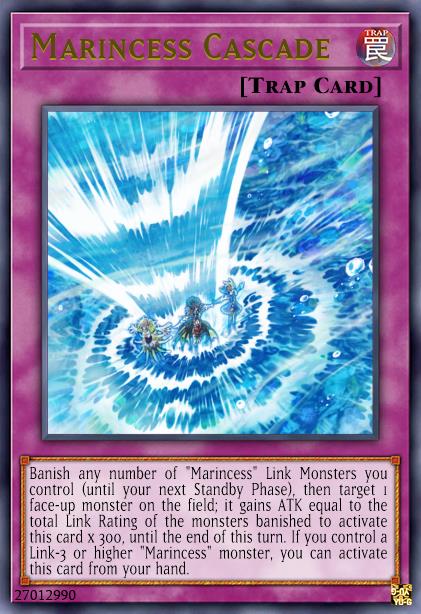 Marincess Cascade
TRAP
罠
[Trap Card]
Banish any number of "Marincess" Link Monsters you
control (until your next Standby Phase), then target 1
face-up monster on the field; it gains ATK equal to the
total Link Rating of the monsters banished to activate
this card x 300, until the end of this turn. If you control a
Link-3 or higher "Marincess" monster, you can activate
this card from your hand.
27012990